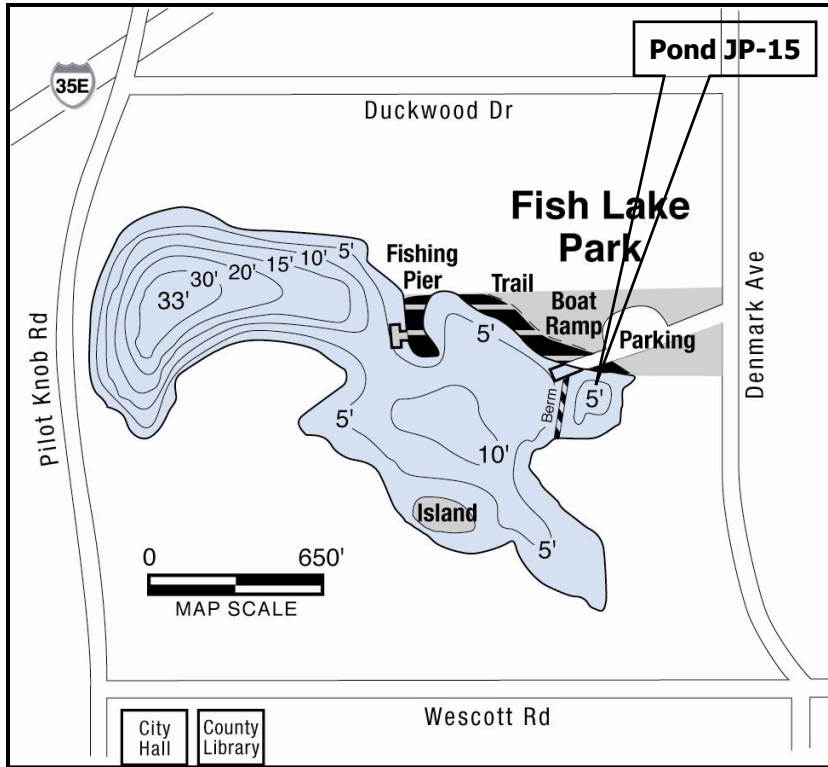 Pond JP-15
35E
Duckwood Dr
Fish Lake
Park
Fishing
Pier
Trail
Boat
Ramp
Parking
5'
10'
15'
20'
30'
33'
5'
5'
Berm
5'
10'
Island
5'
Pilot Knob Rd
Denmark Ave
0 650'
MAP SCALE
Wescott Rd
City
Hall
County
Library